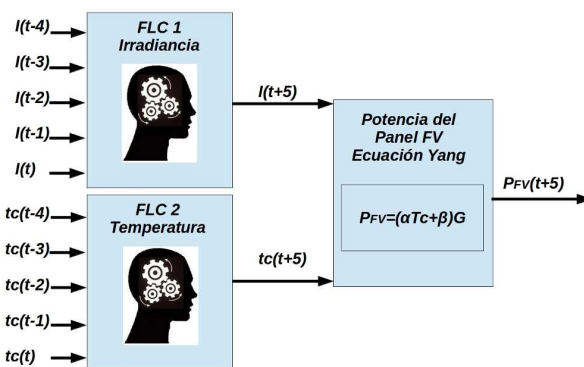 I(t-4)
I(t-3)
I(t-2)
I(t-1)
I(t)
FLC 1
Irradiancia
I(t+5)
tc(t-4)
tc(t-3)
tc(t-2)
tc(t-1)
tc(t)
FLC 2
Temperatura
tc(t+5)
Potencia del
Panel FV
Ecuación Yang
PFV=(αTc+β)G
PFV(t+5)